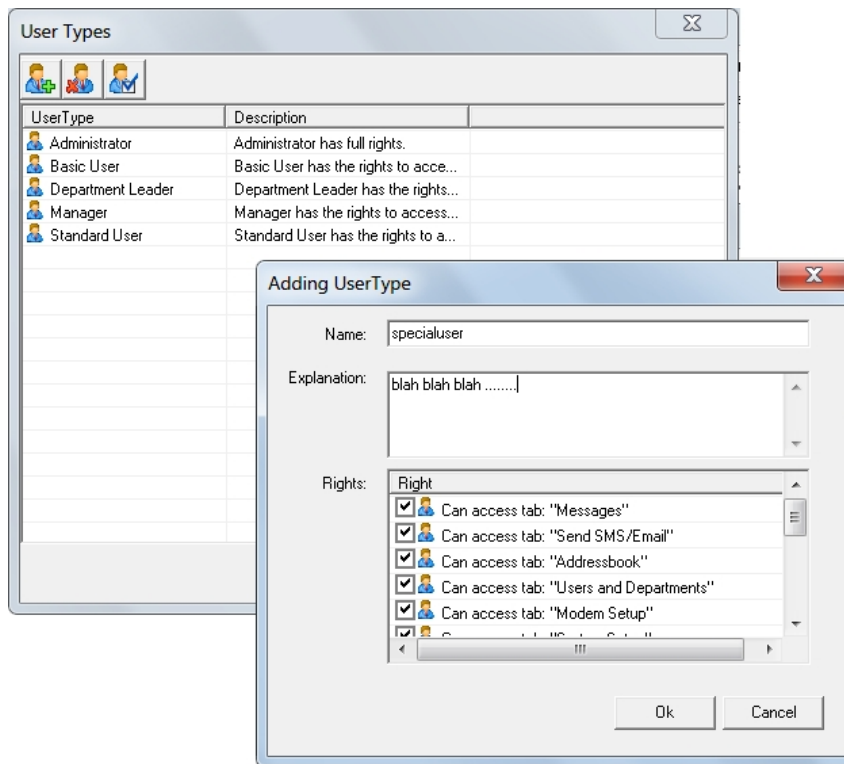 User Types
UserType Description
Administrator Administrator has full rights.
Basic User Basic User has the rights to acce...
Department Leader Department Leader has the rights...
Manager Manager has the rights to access...
Standard User Standard User has the rights to a...
Adding UserType
Name: specialuser
Explanation: blah blah blah ........
Rights: Right
Can access tab: "Messages"
Can access tab: "Send SMS/Email"
Can access tab: "Addressbook"
Can access tab: "Users and Departments"
Can access tab: "Modem Setup"
Ok Cancel